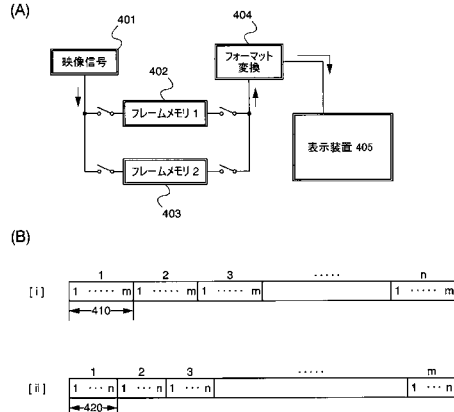 (A)
401
映像信号
402
フレームメモリ 1
404
フォーマット
変換
フレームメモリ 2
403
表示装置 405
(B)
1 2 3 ..... n
[ i ] 1 ..... m 1 ..... m 1 ..... m 1 ..... m
410
1 2 3 ..... m
[ii] 1 ... n 1 ... n 1 ... n 1 ... n
420